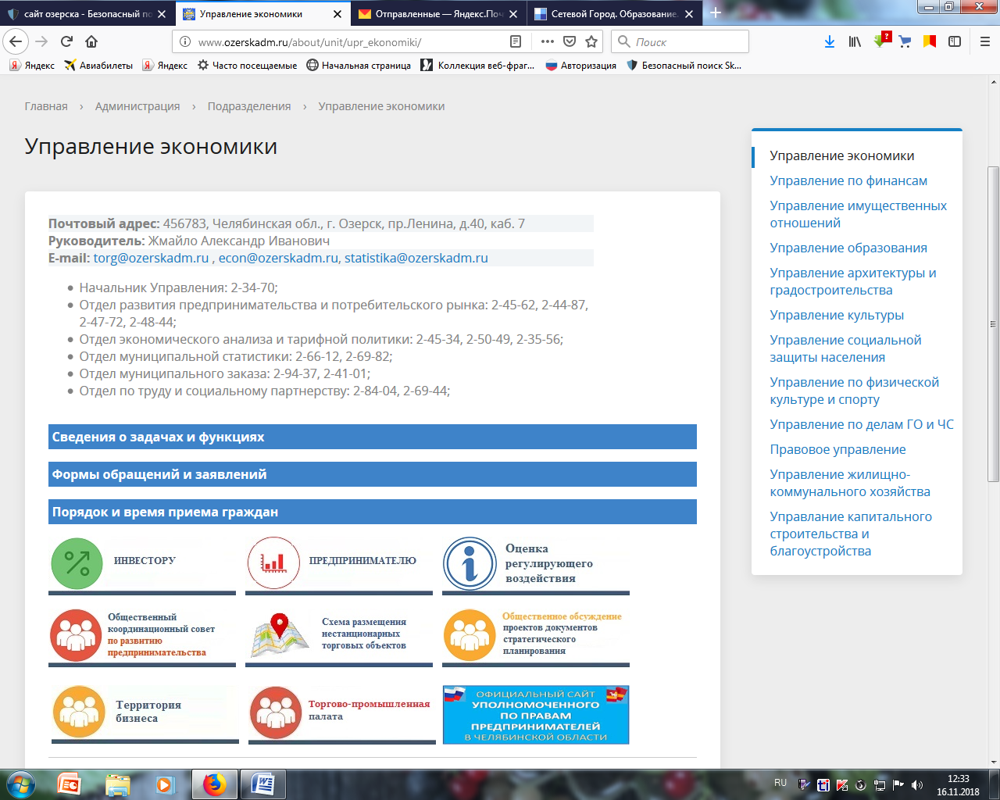 сайт озерска - Безопасный по
Управление экономики
Отправленные — Яндекс.Поч
Сетевой Город. Образование.
www.ozerskadm.ru/about/unit/upr_ekonomiki/
Поиск
Яндекс
Авиабилеты
Яндекс
Часто посещаемые
Начальная страница
Коллекция веб-фраг...
Авторизация
Безопасный поиск Sk...
Главная › Администрация › Подразделения › Управление экономики
Управление экономики
Почтовый адрес: 456783, Челябинская обл., г. Озерск, пр.Ленина, д.40, каб. 7
Руководитель: Жмайло Александр Иванович
E-mail: torg@ozerskadm.ru , econ@ozerskadm.ru, statistika@ozerskadm.ru
Начальник Управления: 2-34-70;
Отдел развития предпринимательства и потребительского рынка: 2-45-62, 2-44-87,
2-47-72, 2-48-44;
Отдел экономического анализа и тарифной политики: 2-45-34, 2-50-49, 2-35-56;
Отдел муниципальной статистики: 2-66-12, 2-69-82;
Отдел муниципального заказа: 2-94-37, 2-41-01;
Отдел по труду и социальному партнерству: 2-84-04, 2-69-44;
Сведения о задачах и функциях
Формы обращений и заявлений
Порядок и время приема граждан
ИНВЕСТОРУ
ПРЕДПРИНИМАТЕЛЮ
Оценка
регулирующего
воздействия
Общественный
координационный совет
по развитию
предпринимательства
Схема размещения
нестанционарных
торговых объектов
Общественное обсуждение
проектов документов
стратегического
планирования
Территория
бизнеса
Торгово-промышленная
палата
ОФИЦИАЛЬНЫЙ САЙТ
УПОЛНОМОЧЕННОГО
ПО ПРАВАМ
ПРЕДПРИНИМАТЕЛЕЙ
В ЧЕЛЯБИНСКОЙ ОБЛАСТИ
Управление экономики
Управление по финансам
Управление имущественных
отношений
Управление образования
Управление архитектуры и
градостроительства
Управление культуры
Управление социальной
защиты населения
Управление по физической
культуре и спорту
Управление по делам ГО и ЧС
Правовое управление
Управление жилищно-
коммунального хозяйства
Управлание капитального
строительства и
благоустройства
RU
12:33
16.11.2018